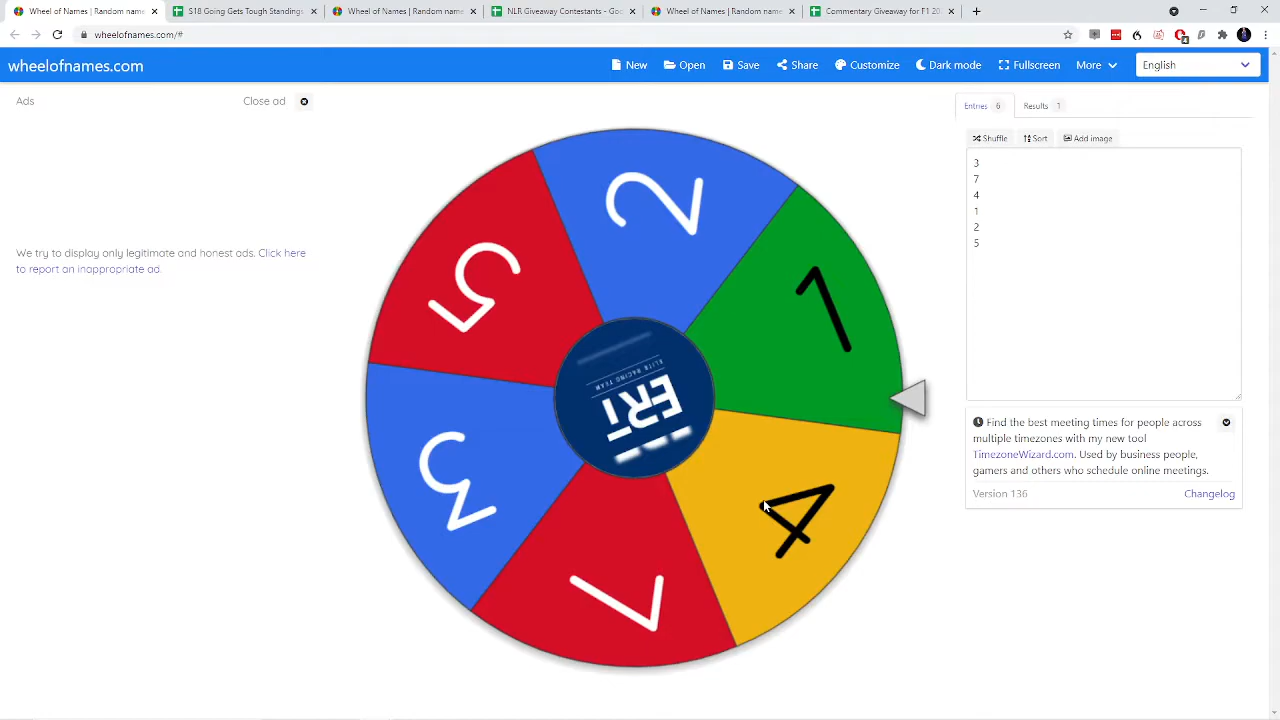 Wheel of Names | Random name
S18 Going Gets Tough Standings
Wheel of Names | Random name
NLR Giveaway Contestants - Goo
Wheel of Names | Random name
Commentary Giveaway for F1 20
wheelofnames.com/#
wheelofnames.com
New
Open
Save
Share
Customize
Dark mode
Fullscreen
More
English
Ads
Close ad
We try to display only legitimate and honest ads. Click here
to report an inappropriate ad.
2
1
5
3
4
7
ELITE RACING TEAM
ERT
Entries 6
Results 1
Shuffle
Sort
Add image
3
7
4
1
2
5
Find the best meeting times for people across
multiple timezones with my new tool
TimezoneWizard.com. Used by business people,
gamers and others who schedule online meetings.
Version 136
Changelog